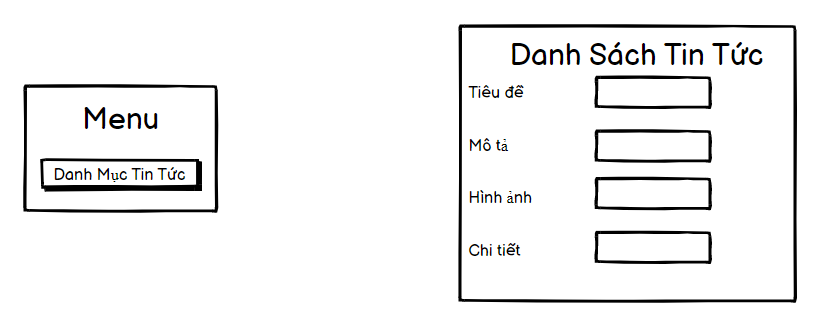 Menu
Danh Mục Tin Tức
Danh Sách Tin Tức
Tiêu đề
Mô tả
Hình ảnh
Chi tiết